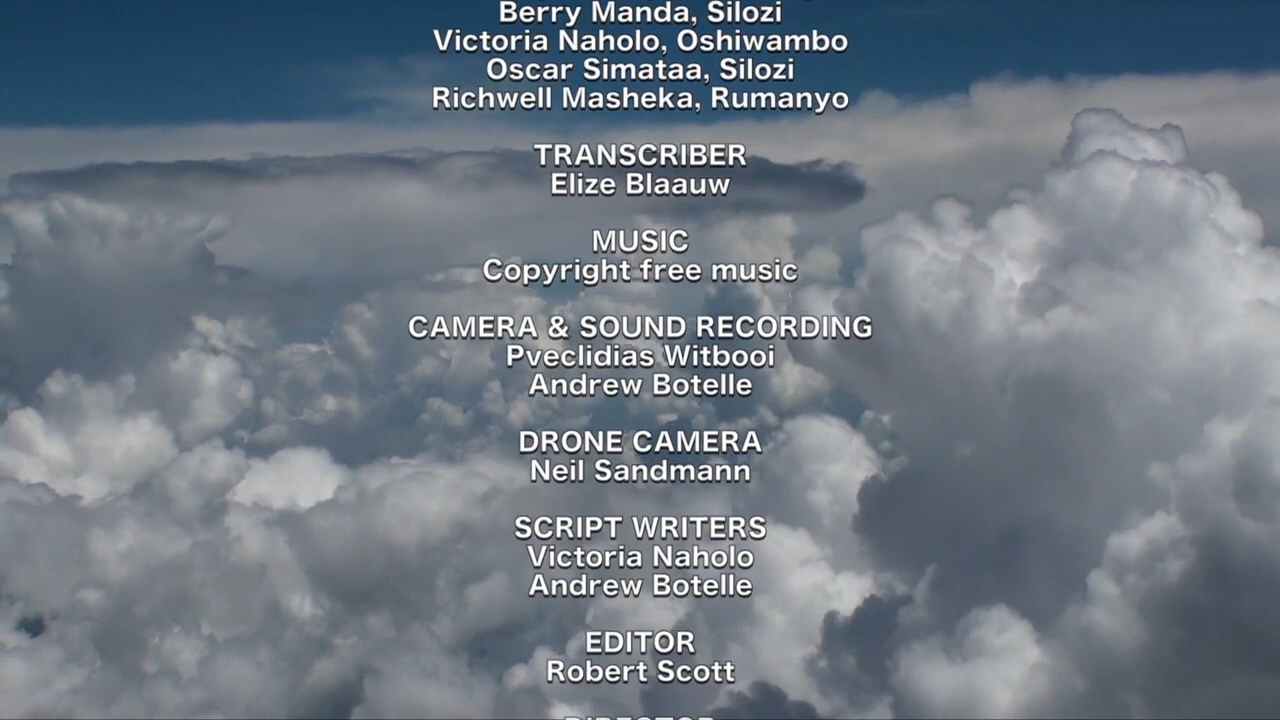 Berry Manda, Silozi
Victoria Naholo, Oshiwambo
Oscar Simataa, Silozi
Richwell Masheka, Rumanyo
TRANSCRIBER
Elize Blaauw
MUSIC
Copyright free music
CAMERA & SOUND RECORDING
Pveclidias Witbooi
Andrew Botelle
DRONE CAMERA
Neil Sandmann
SCRIPT WRITERS
Victoria Naholo
Andrew Botelle
EDITOR
Robert Scott
DIRECTOR